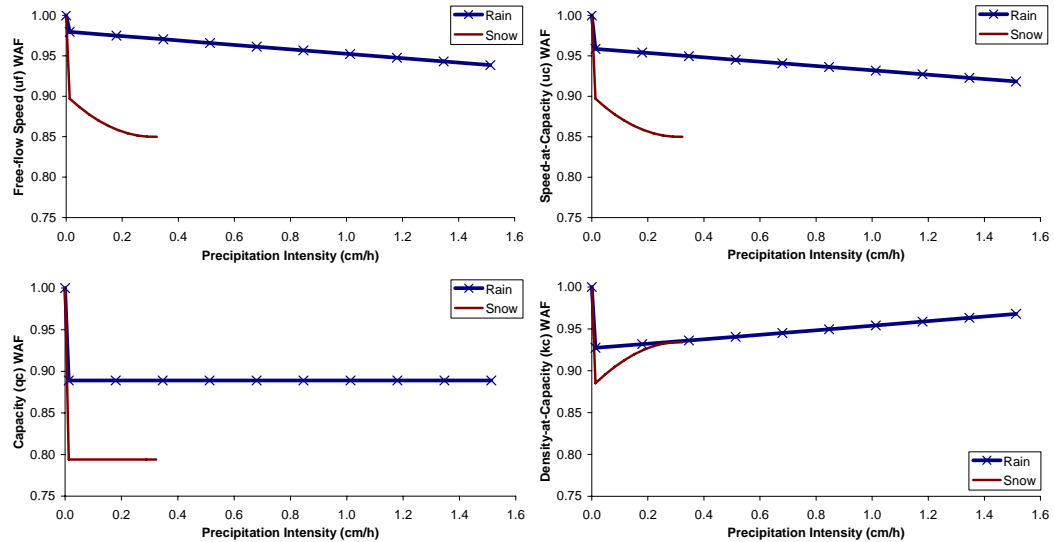 Free-flow Speed (uf) WAF
1.00
0.95
0.90
0.85
0.80
0.75
Rain
Snow
0.0 0.2 0.4 0.6 0.8 1.0 1.2 1.4 1.6
Precipitation Intensity (cm/h)
Speed-at-Capacity (uc) WAF
1.00
0.95
0.90
0.85
0.80
0.75
Rain
Snow
0.0 0.2 0.4 0.6 0.8 1.0 1.2 1.4 1.6
Precipitation Intensity (cm/h)
Capacity (qc) WAF
1.00
0.95
0.90
0.85
0.80
0.75
Rain
Snow
0.0 0.2 0.4 0.6 0.8 1.0 1.2 1.4 1.6
Precipitation Intensity (cm/h)
Density-at-Capacity (kc) WAF
1.00
0.95
0.90
0.85
0.80
0.75
Rain
Snow
0.0 0.2 0.4 0.6 0.8 1.0 1.2 1.4 1.6
Precipitation Intensity (cm/h)